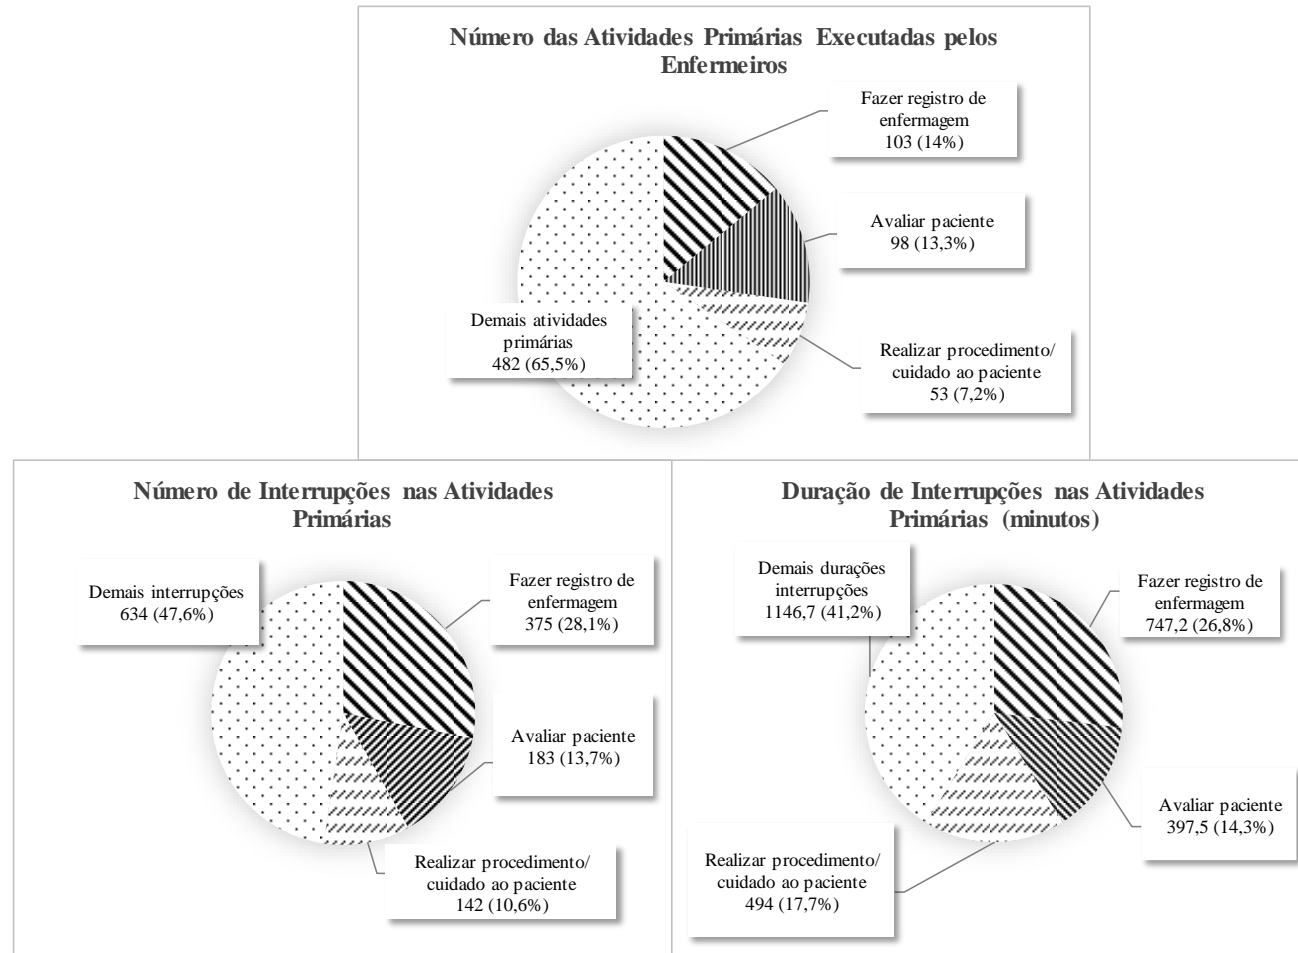 Número das Atividades Primárias Executadas pelos
Enfermeiros
Fazer registro de
enfermagem
103 (14%)
Avaliar paciente
98 (13,3%)
Realizar procedimento/
cuidado ao paciente
53 (7,2%)
Demais atividades
primárias
482 (65,5%)
Número de Interrupções nas Atividades
Primárias
Demais interrupções
634 (47,6%)
Fazer registro de
enfermagem
375 (28,1%)
Avaliar paciente
183 (13,7%)
Realizar procedimento/
cuidado ao paciente
142 (10,6%)
Duração de Interrupções nas Atividades
Primárias (minutos)
Demais durações
interrupções
1146,7 (41,2%)
Fazer registro de
enfermagem
747,2 (26,8%)
Avaliar paciente
397,5 (14,3%)
Realizar procedimento/
cuidado ao paciente
494 (17,7%)